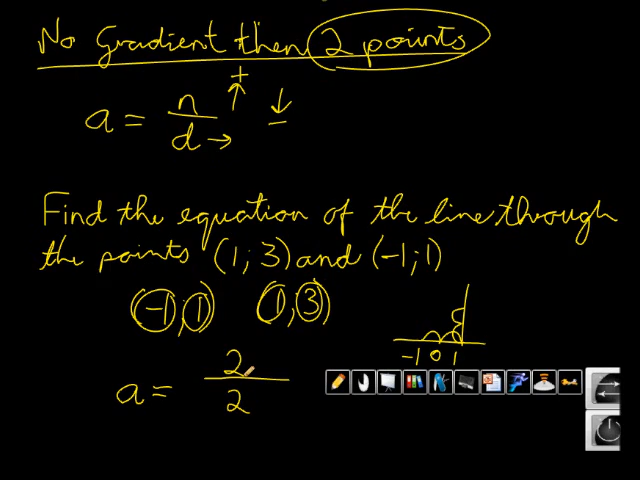 No Gradient then 2 points
+
a = n/d ↑ → ↓ −
Find the equation of the line through
the points (1; 3) and (-1; 1)
(-1, 1) (1, 3)
-1 0 1
a = 2/2